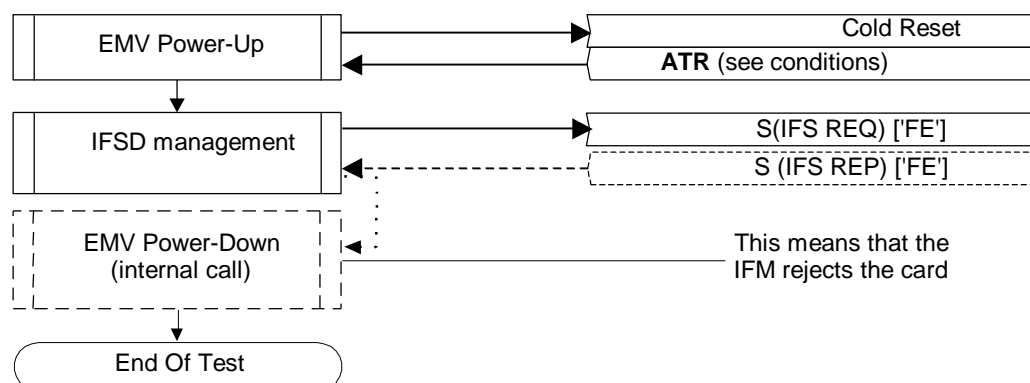 EMV Power-Up
Cold Reset
ATR (see conditions)
IFSD management
S(IFS REQ) ['FE']
S (IFS REP) ['FE']
EMV Power-Down
(internal call)
This means that the
IFM rejects the card
End Of Test